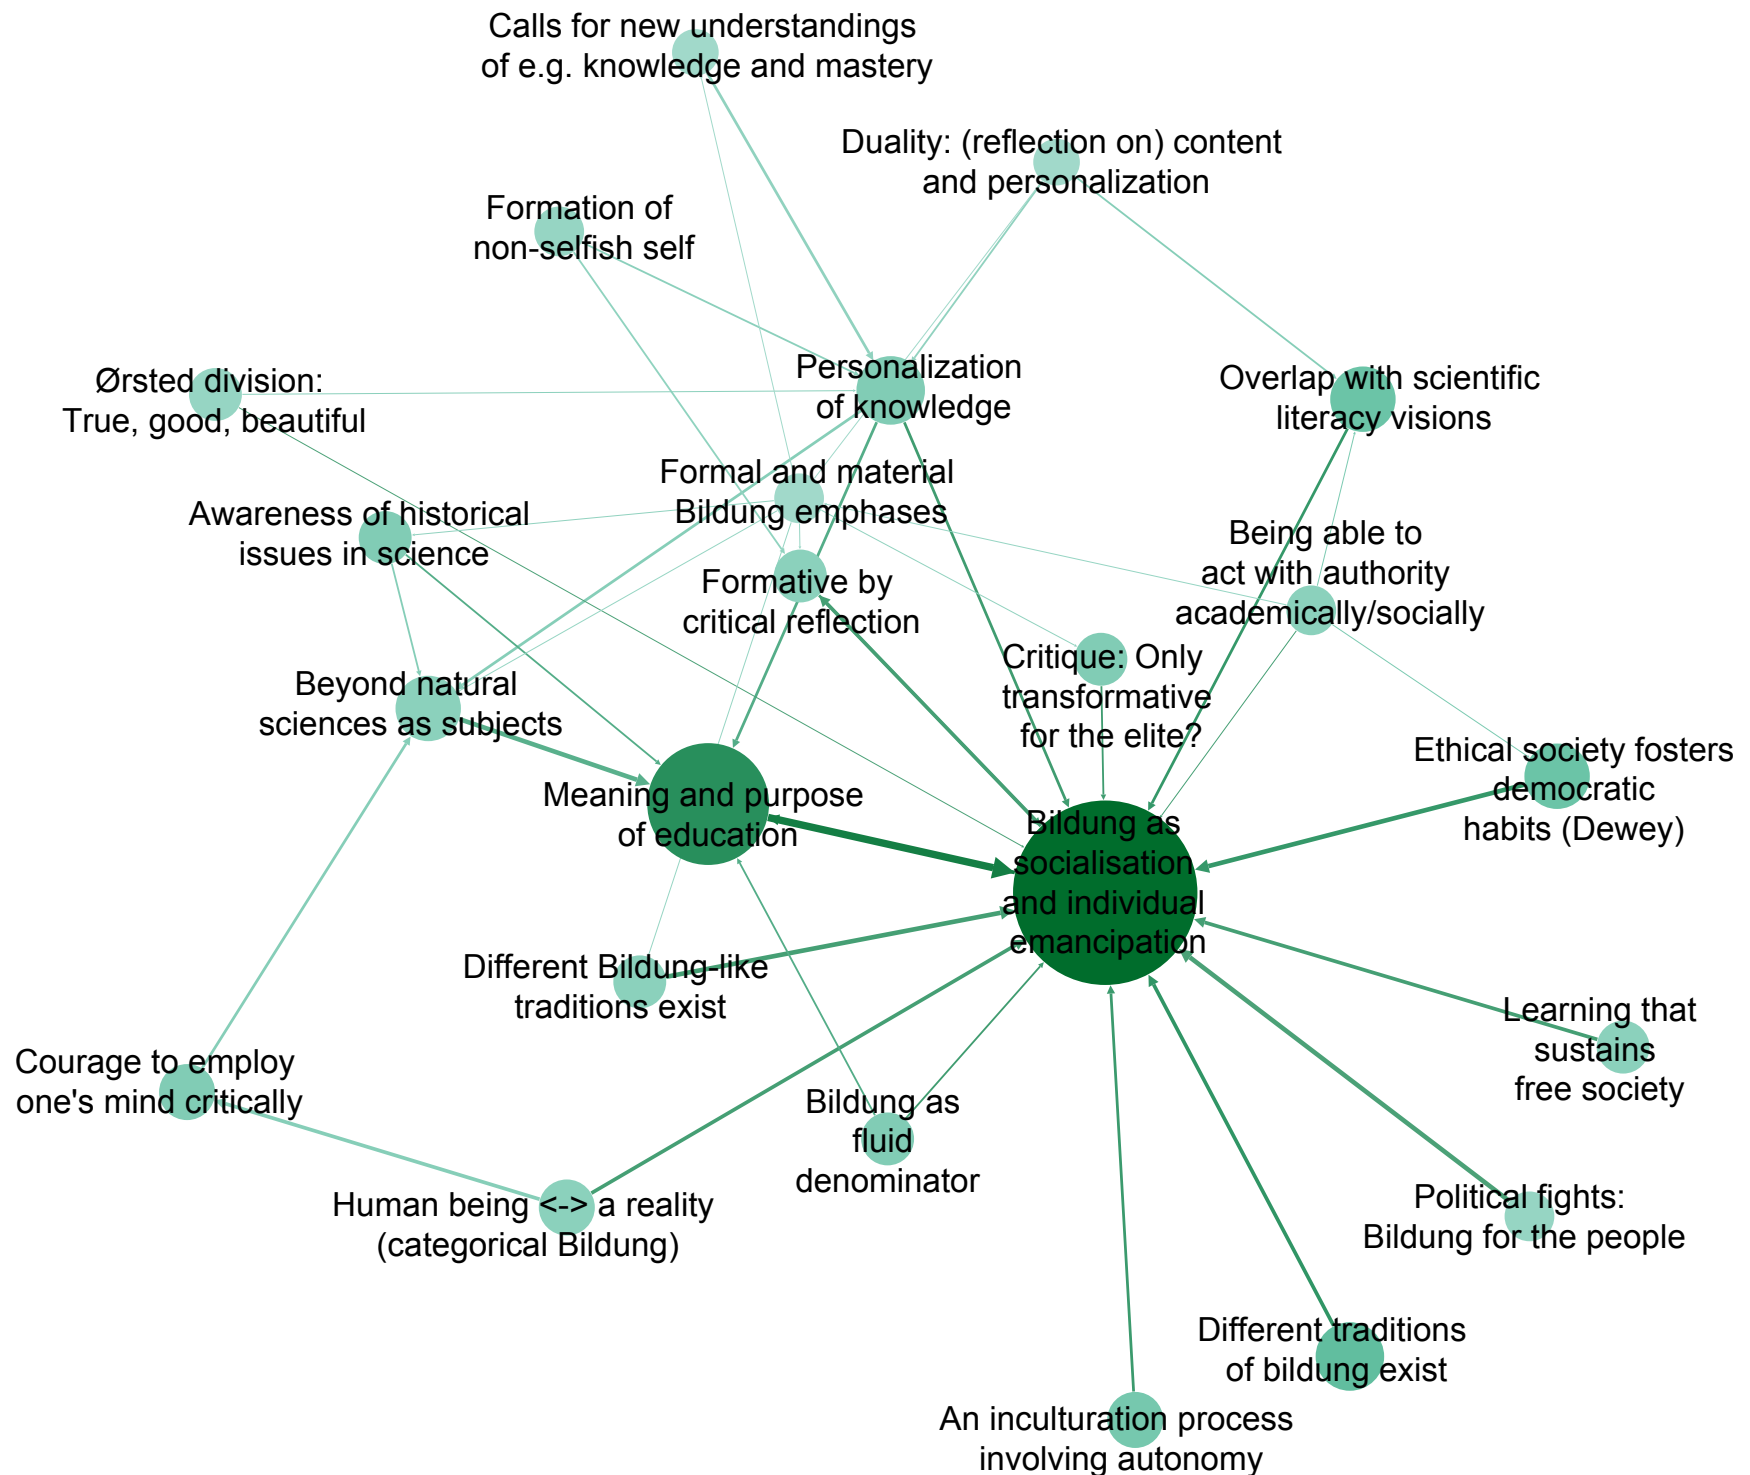 Calls for new understandings
of e.g. knowledge and mastery
Duality: (reflection on) content
and personalization
Formation of
non-selfish self
Ørsted division:
True, good, beautiful
Personalization
of knowledge
Overlap with scientific
literacy visions
Formal and material
Bildung emphases
Awareness of historical
issues in science
Being able to
act with authority
academically/socially
Formative by
critical reflection
Critique: Only
transformative
for the elite?
Beyond natural
sciences as subjects
Ethical society fosters
democratic
habits (Dewey)
Meaning and purpose
of education
Bildung as
socialisation
and individual
emancipation
Different Bildung-like
traditions exist
Learning that
sustains
free society
Courage to employ
one's mind critically
Bildung as
fluid
denominator
Human being <-> a reality
(categorical Bildung)
Political fights:
Bildung for the people
Different traditions
of bildung exist
An inculturation process
involving autonomy